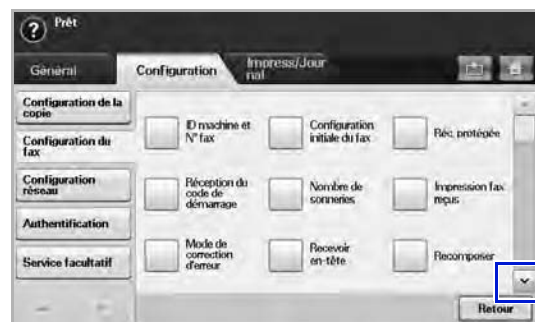 Prêt
Général
Configuration
Impress/Jour
nal
Configuration de la
copie
Configuration du
fax
Configuration
réseau
Authentification
Service facultatif
ID machine et
N° fax
Configuration
initiale du fax
Réc. protégée
Réception du
code de
démarrage
Nombre de
sonneries
Impression fax
reçus
Mode de
correction
d'erreur
Recevoir
en-tête
Recomposer
Retour